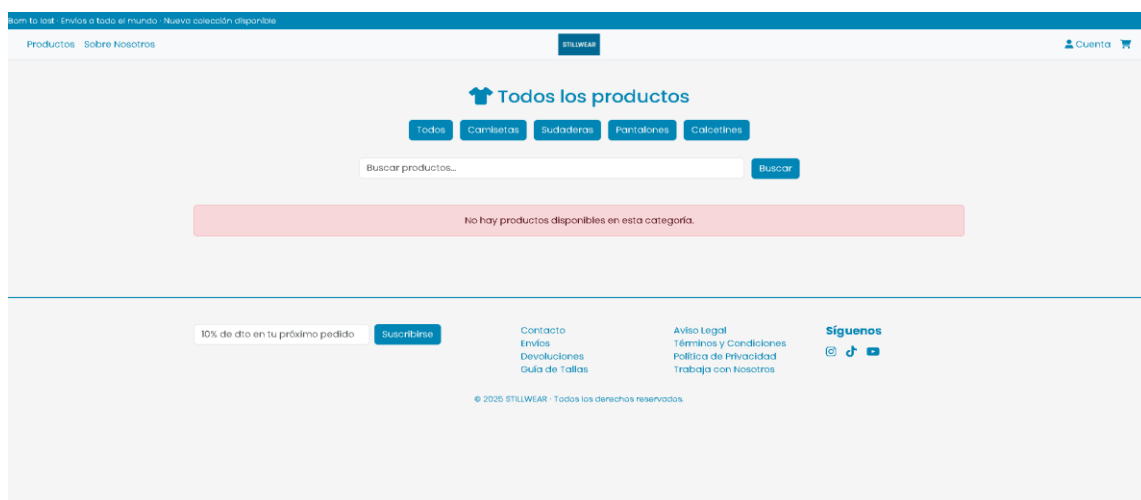 Born to last · Envíos a todo el mundo · Nueva colección disponible
Productos Sobre Nosotros
STILLWEAR
Cuenta
Todos los productos
Todos Camisetas Sudaderas Pantalones Calcetines
Buscar productos...
Buscar
No hay productos disponibles en esta categoría.
10% de dto en tu próximo pedido
Suscribirse
Contacto
Envíos
Devoluciones
Guía de Tallas
Aviso Legal
Términos y Condiciones
Política de Privacidad
Trabaja con Nosotros
Síguenos
© 2025 STILLWEAR · Todos los derechos reservados.